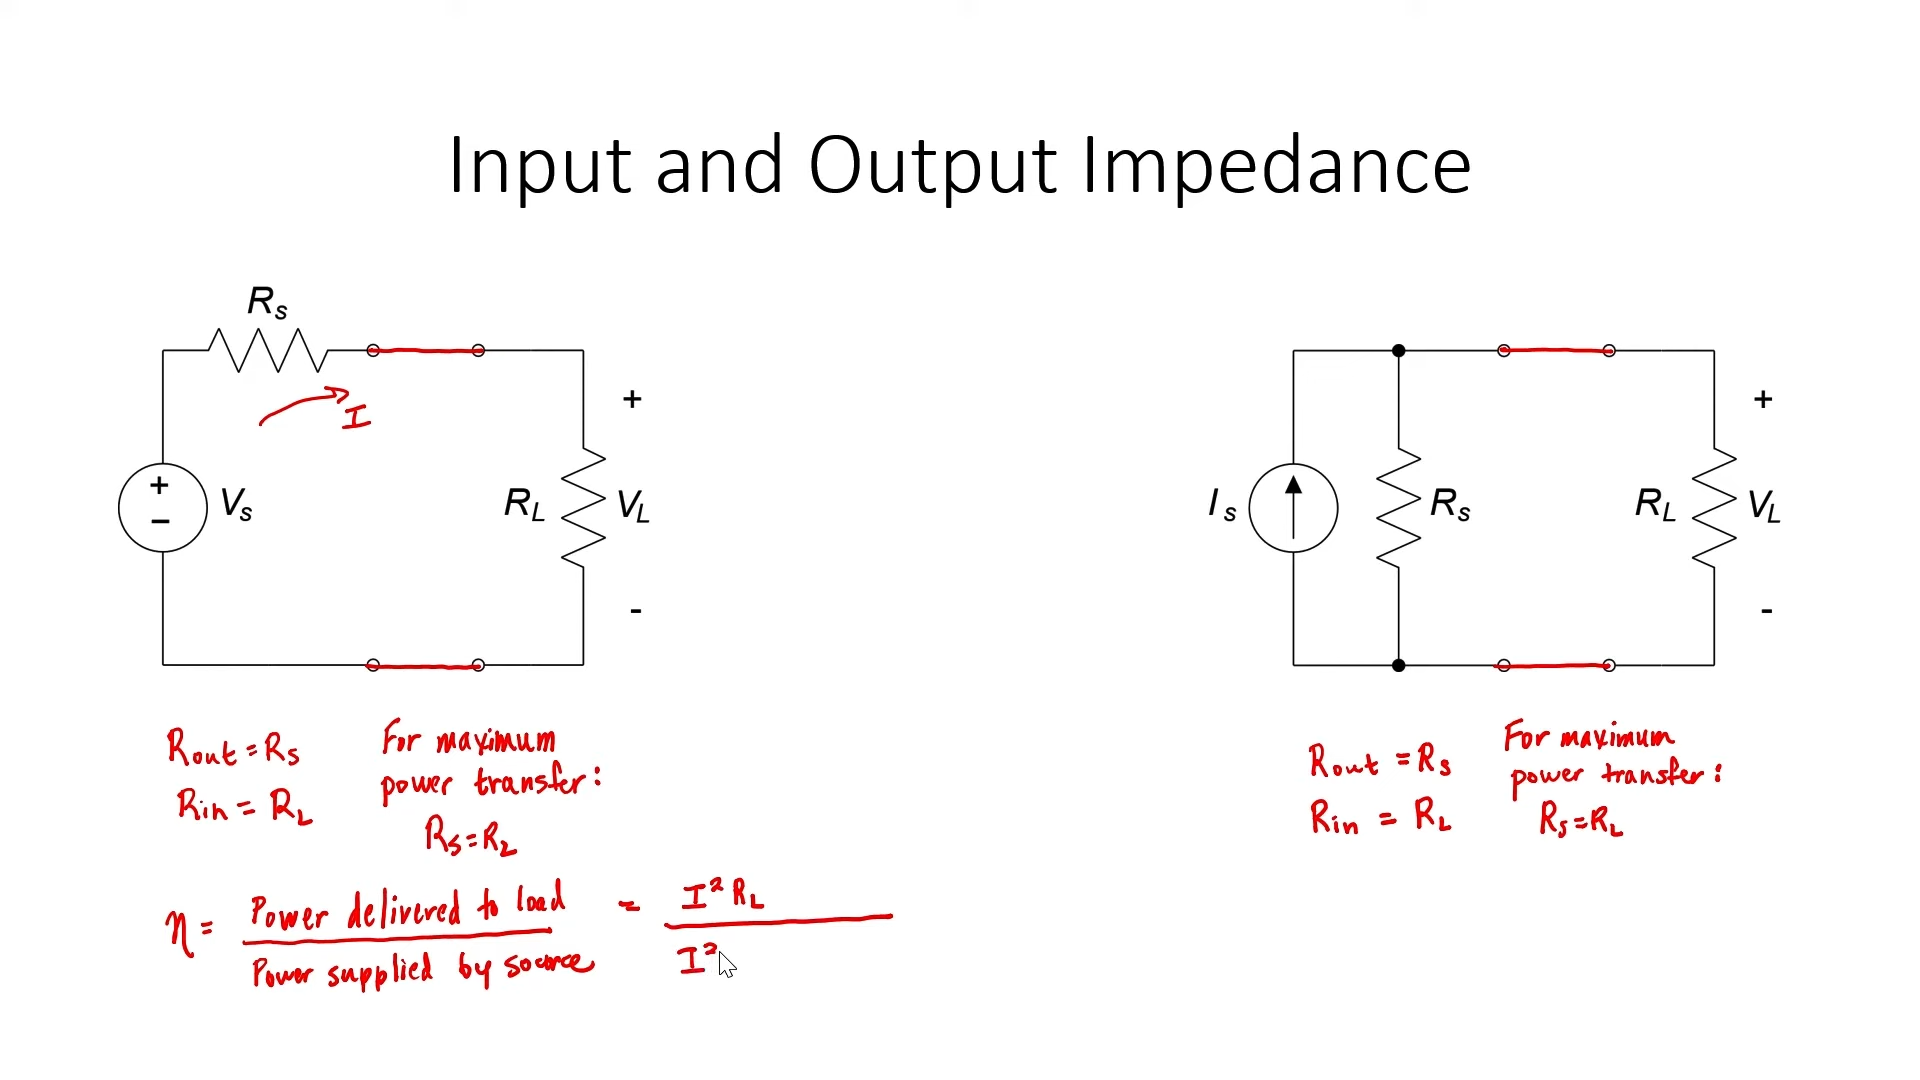 Input and Output Impedance
Rs
I
+
−
Vs
RL
+
VL
-
Is
Rs
RL
+
VL
-
Rout = Rs
Rin = RL
For maximum
power transfer:
Rs = RL
η = Power delivered to load
Power supplied by source
= I² RL
I²
Rout = Rs
Rin = RL
For maximum
power transfer:
Rs = RL